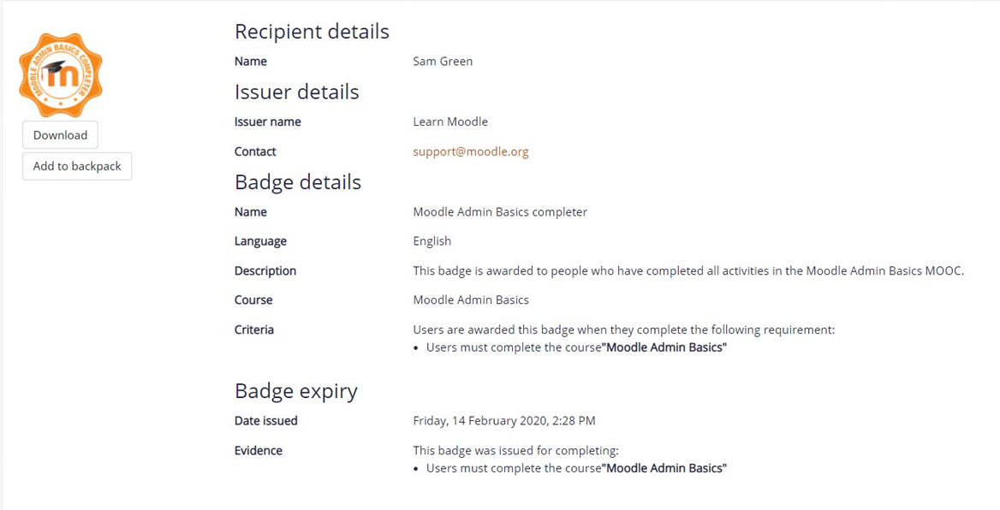 MOODLE ADMIN BASICS COMPLETER
m
Download
Add to backpack
Recipient details
Name Sam Green
Issuer details
Issuer name Learn Moodle
Contact support@moodle.org
Badge details
Name Moodle Admin Basics completer
Language English
Description This badge is awarded to people who have completed all activities in the Moodle Admin Basics MOOC.
Course Moodle Admin Basics
Criteria Users are awarded this badge when they complete the following requirement:
• Users must complete the course"Moodle Admin Basics"
Badge expiry
Date issued Friday, 14 February 2020, 2:28 PM
Evidence This badge was issued for completing:
• Users must complete the course"Moodle Admin Basics"